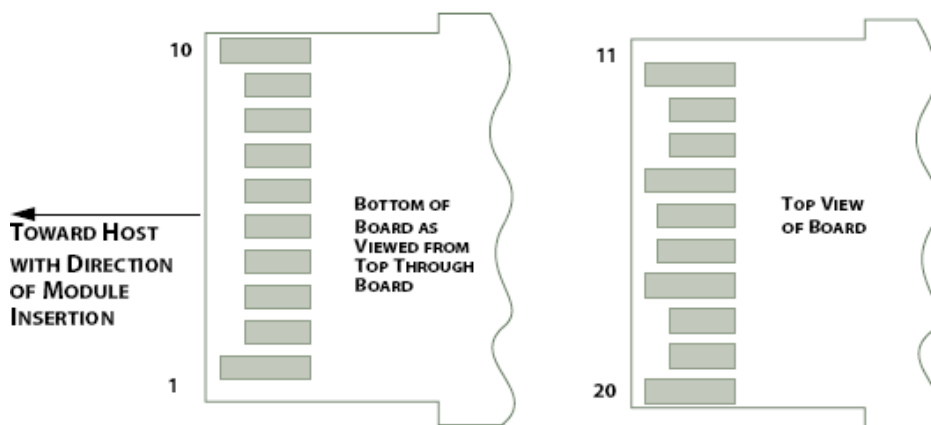 10
Toward Host
with Direction
of Module
Insertion
1
Bottom of
Board as
Viewed from
Top Through
Board
11
20
Top View
of Board